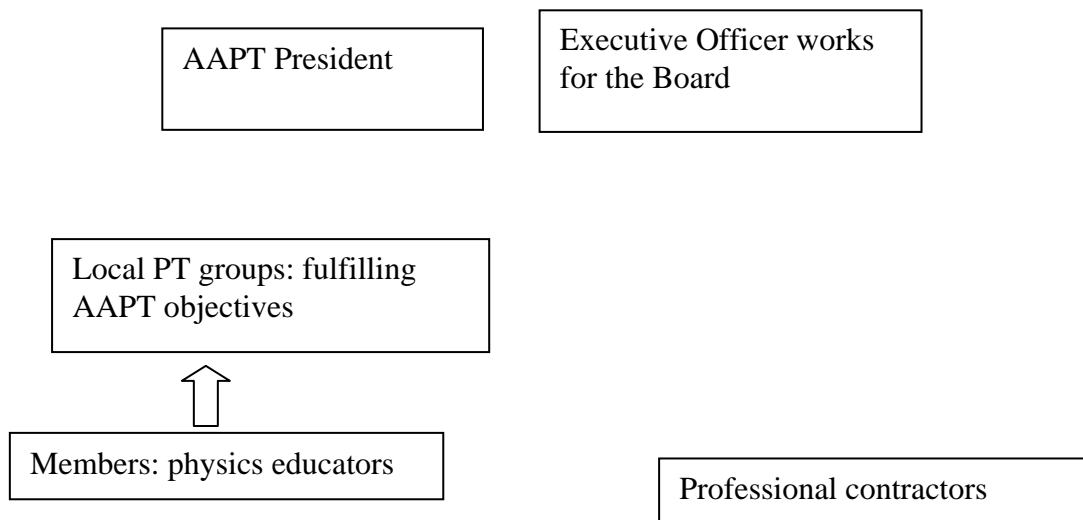 AAPT President
Executive Officer works
for the Board
Local PT groups: fulfilling
AAPT objectives
Members: physics educators
Professional contractors